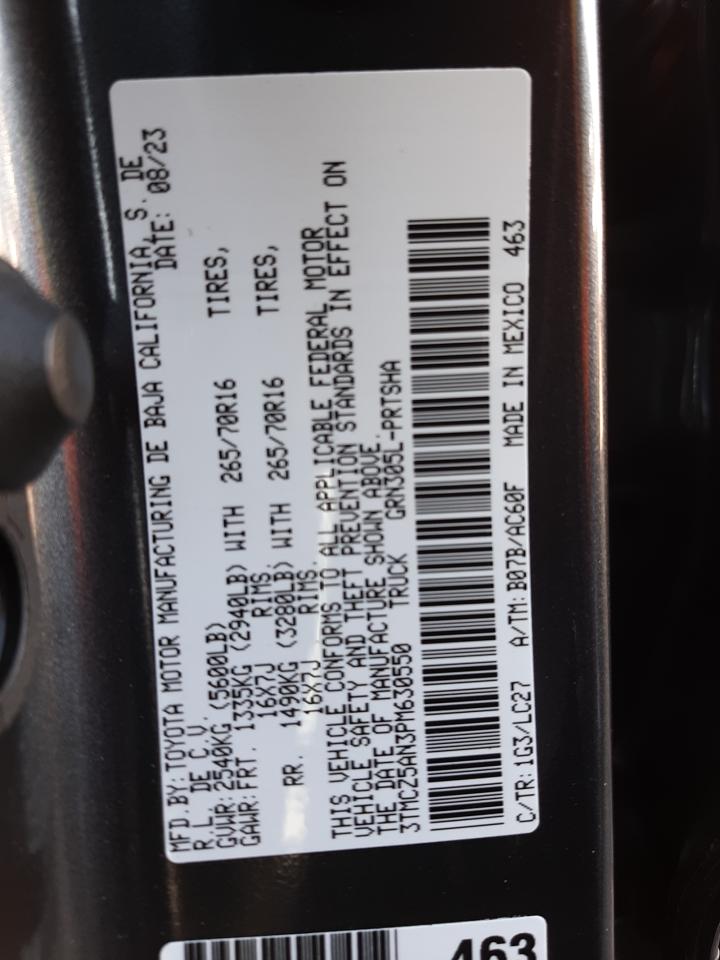 MFD.BY:TOYOTA MOTOR MANUFACTURING DE BAJA CALIFORNIA, S. DE
R.L. DE C.V. DATE: 08/23
GVWR:2540KG (5600LB)
GAWR:FRT. 1335KG (2940LB) WITH 265/70R16 TIRES,
16X7J RIMS.
RR. 1490KG (3280LB) WITH 265/70R16 TIRES,
16X7J RIMS.
THIS VEHICLE CONFORMS TO ALL APPLICABLE FEDERAL MOTOR
VEHICLE SAFETY AND THEFT PREVENTION STANDARDS IN EFFECT ON
THE DATE OF MANUFACTURE SHOWN ABOVE.
3TMCZ5AN3PM630550 TRUCK GRN305L-PRTSHA
C/TR: 1G3/LC27 A/TM: B07B/AC60F MADE IN MEXICO 463
463